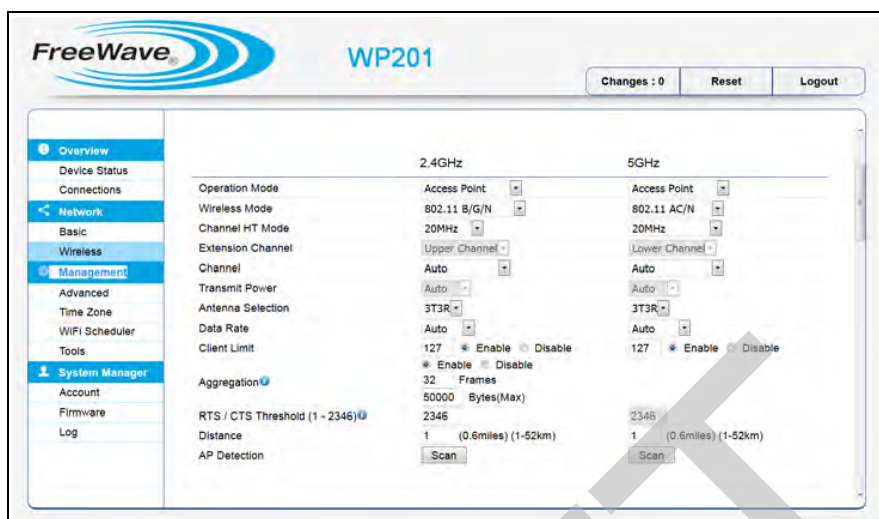 FreeWave®
WP201
Changes : 0 Reset Logout
Overview
Device Status
Connections
Network
Basic
Wireless
Management
Advanced
Time Zone
WiFi Scheduler
Tools
System Manager
Account
Firmware
Log
2.4GHz 5GHz
Operation Mode Access Point Access Point
Wireless Mode 802.11 B/G/N 802.11 AC/N
Channel HT Mode 20MHz 20MHz
Extension Channel Upper Channel Lower Channel
Channel Auto Auto
Transmit Power Auto Auto
Antenna Selection 3T3R 3T3R
Data Rate Auto Auto
Client Limit 127 Enable Disable 127 Enable Disable
Aggregation Enable Disable
32 Frames
50000 Bytes(Max)
RTS / CTS Threshold (1 - 2346) 2346 2346
Distance 1 (0.6miles) (1-52km) 1 (0.6miles) (1-52km)
AP Detection Scan Scan